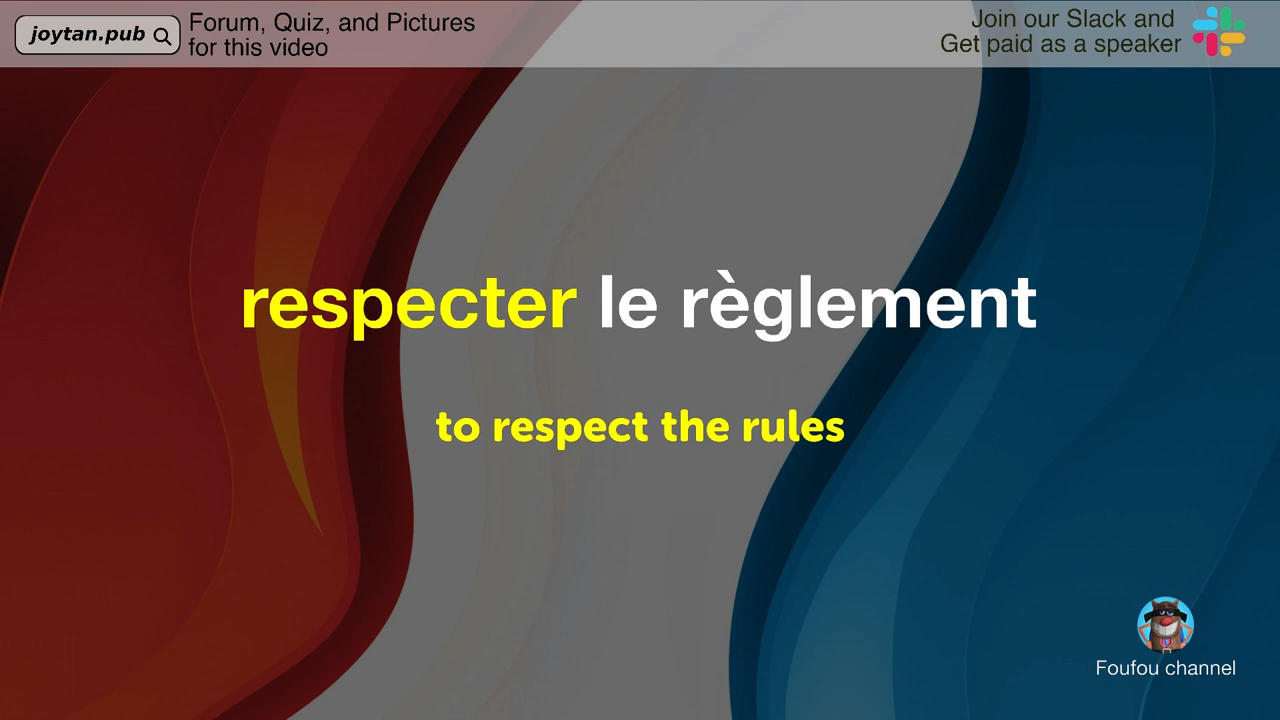 joytan.pub
Forum, Quiz, and Pictures
for this video
Join our Slack and
Get paid as a speaker
respecter le règlement
to respect the rules
Foufou channel